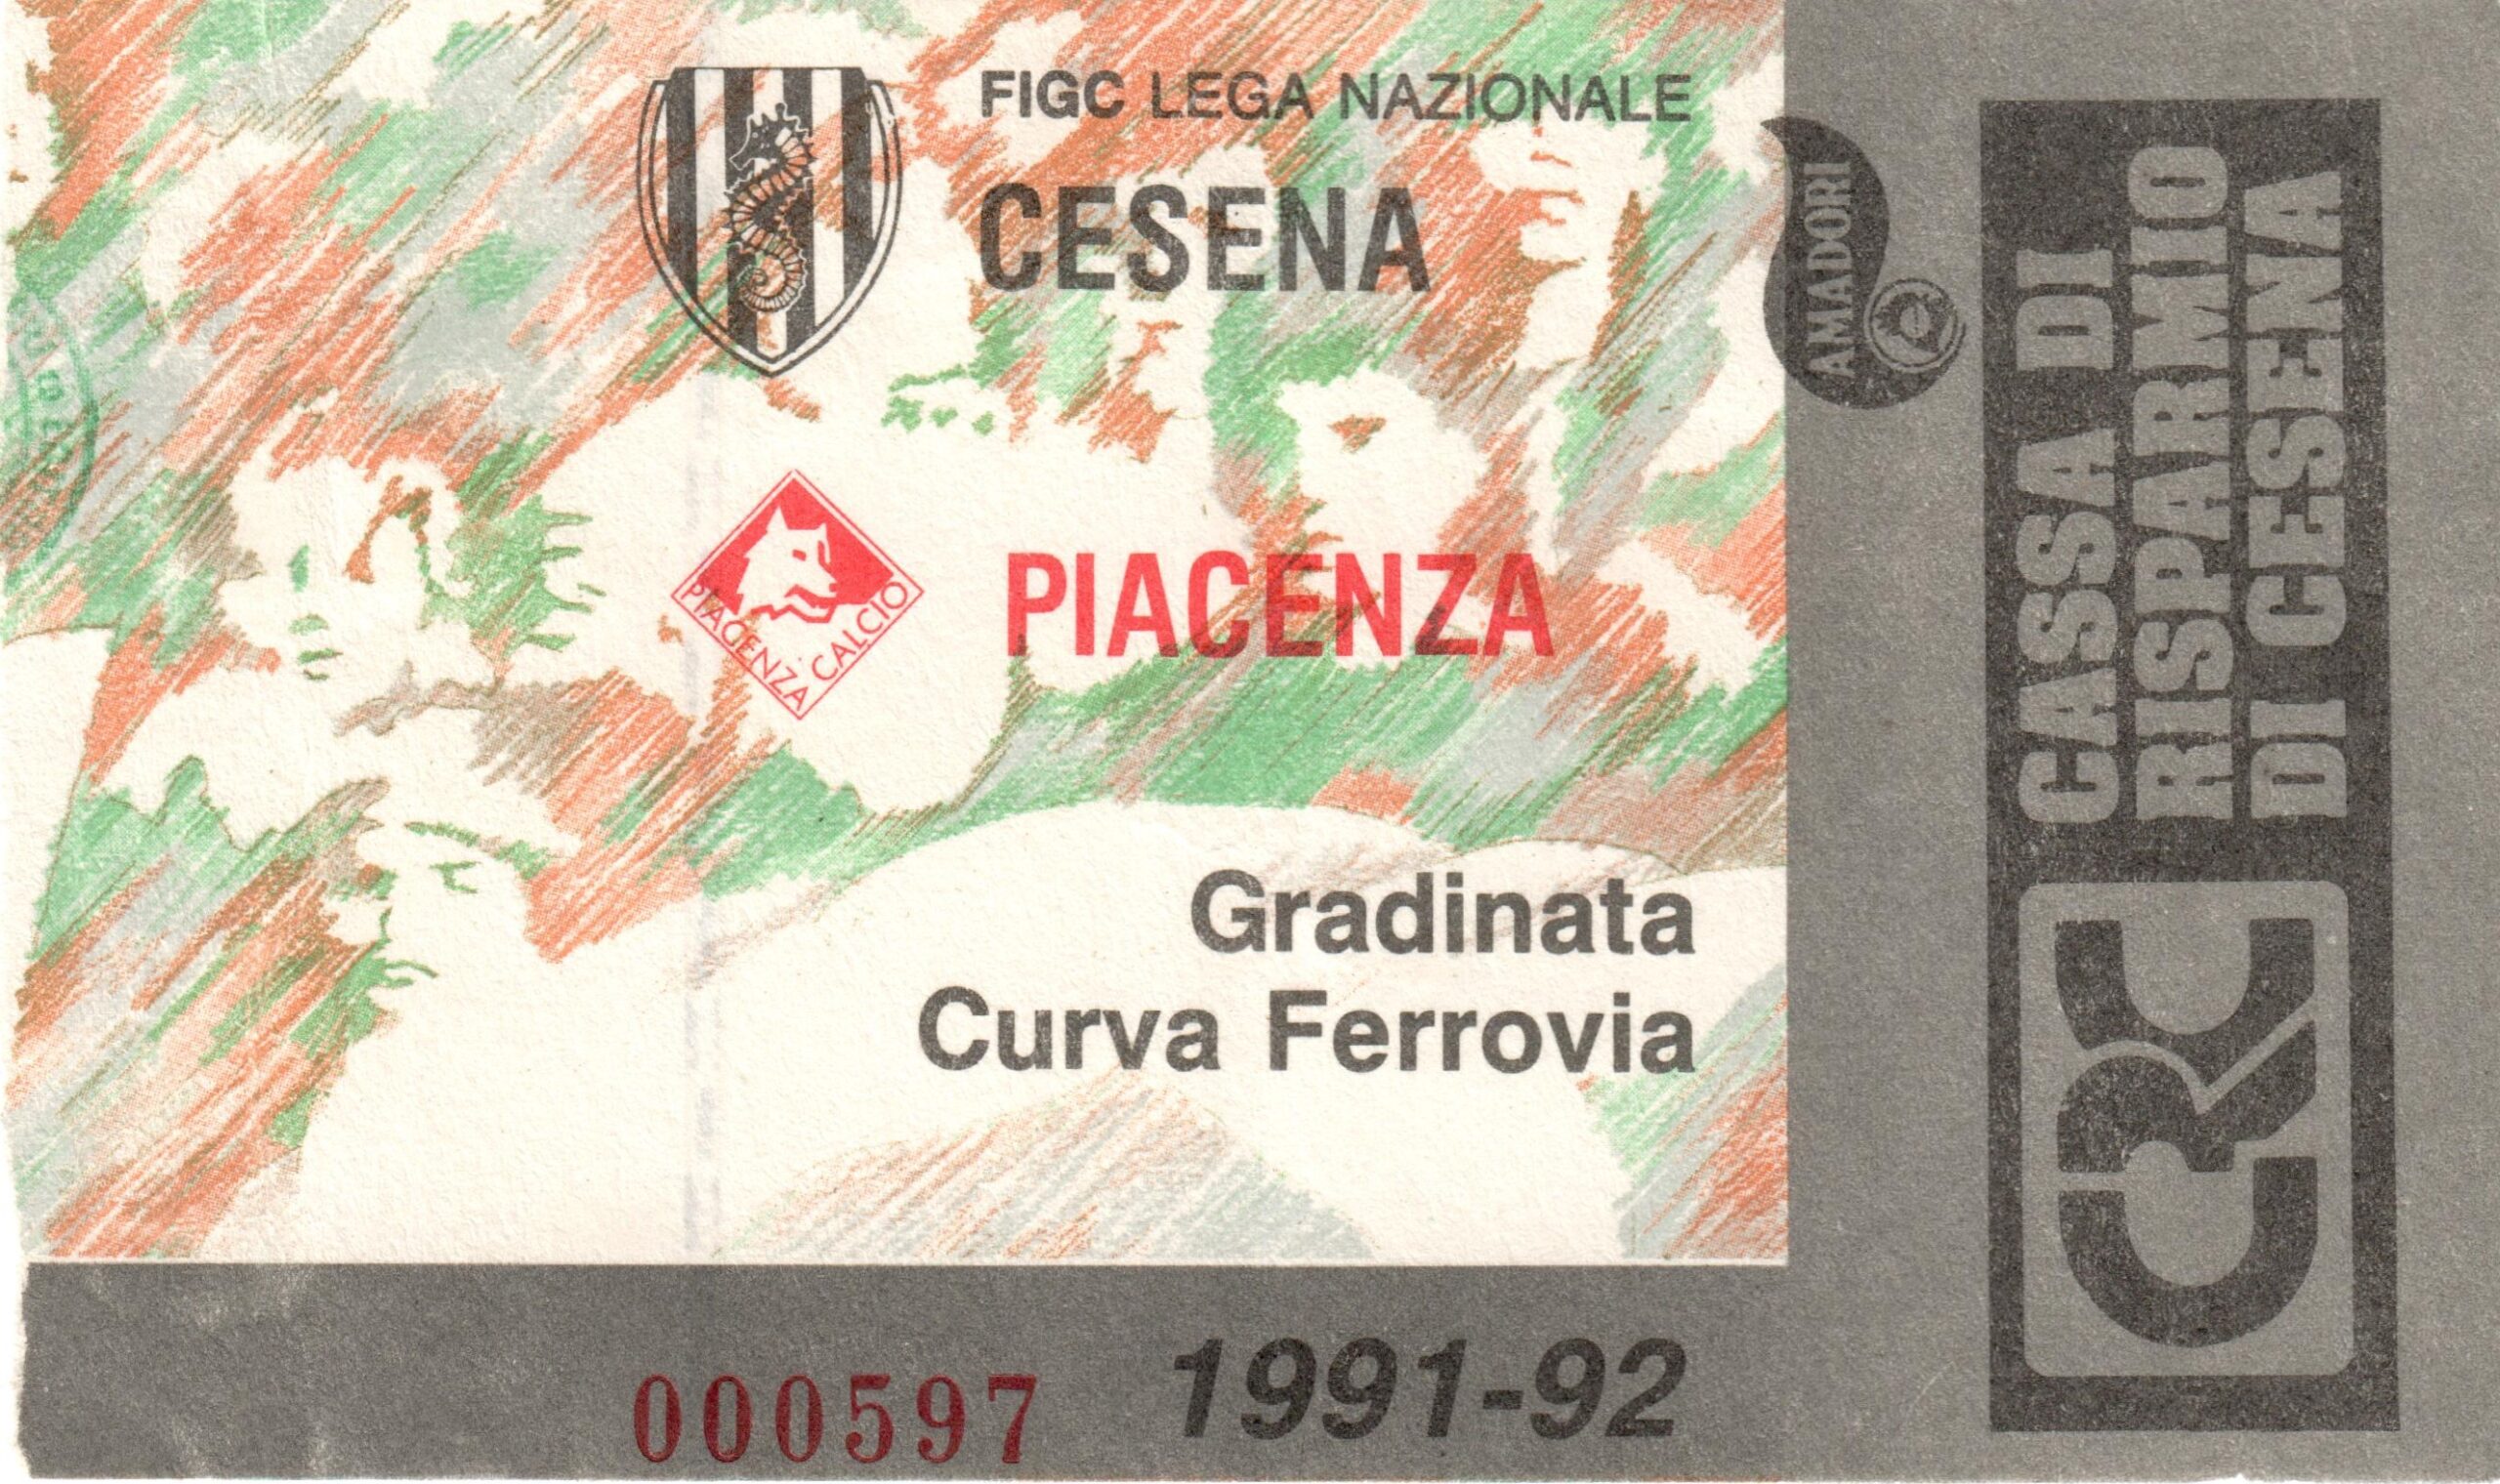 FIGC LEGA NAZIONALE
CESENA
PIACENZA CALCIO
PIACENZA
Gradinata
Curva Ferrovia
000597
1991-92
AMADORI
CASSA DI
RISPARMIO
DI CESENA
CRC